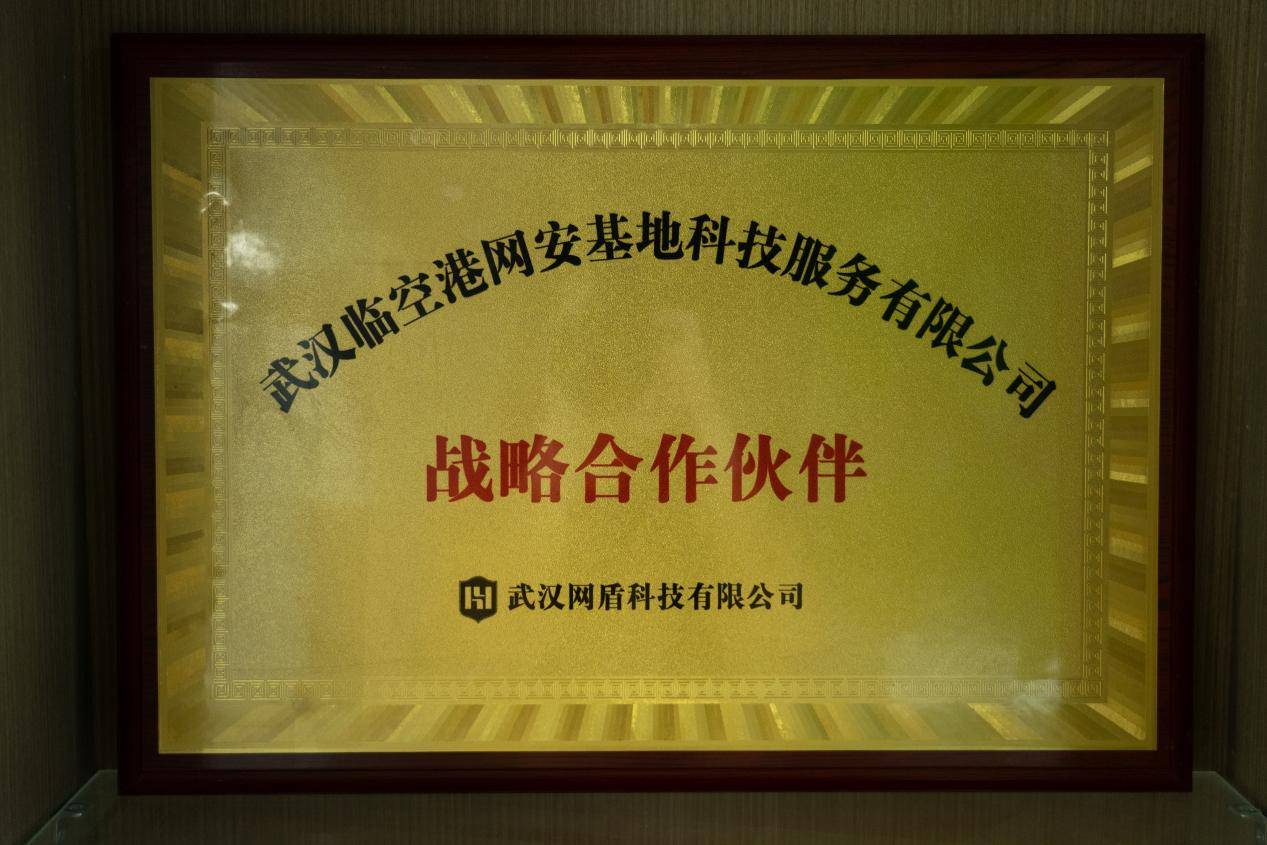 武汉临空港网安基地科技服务有限公司
战略合作伙伴
武汉网盾科技有限公司